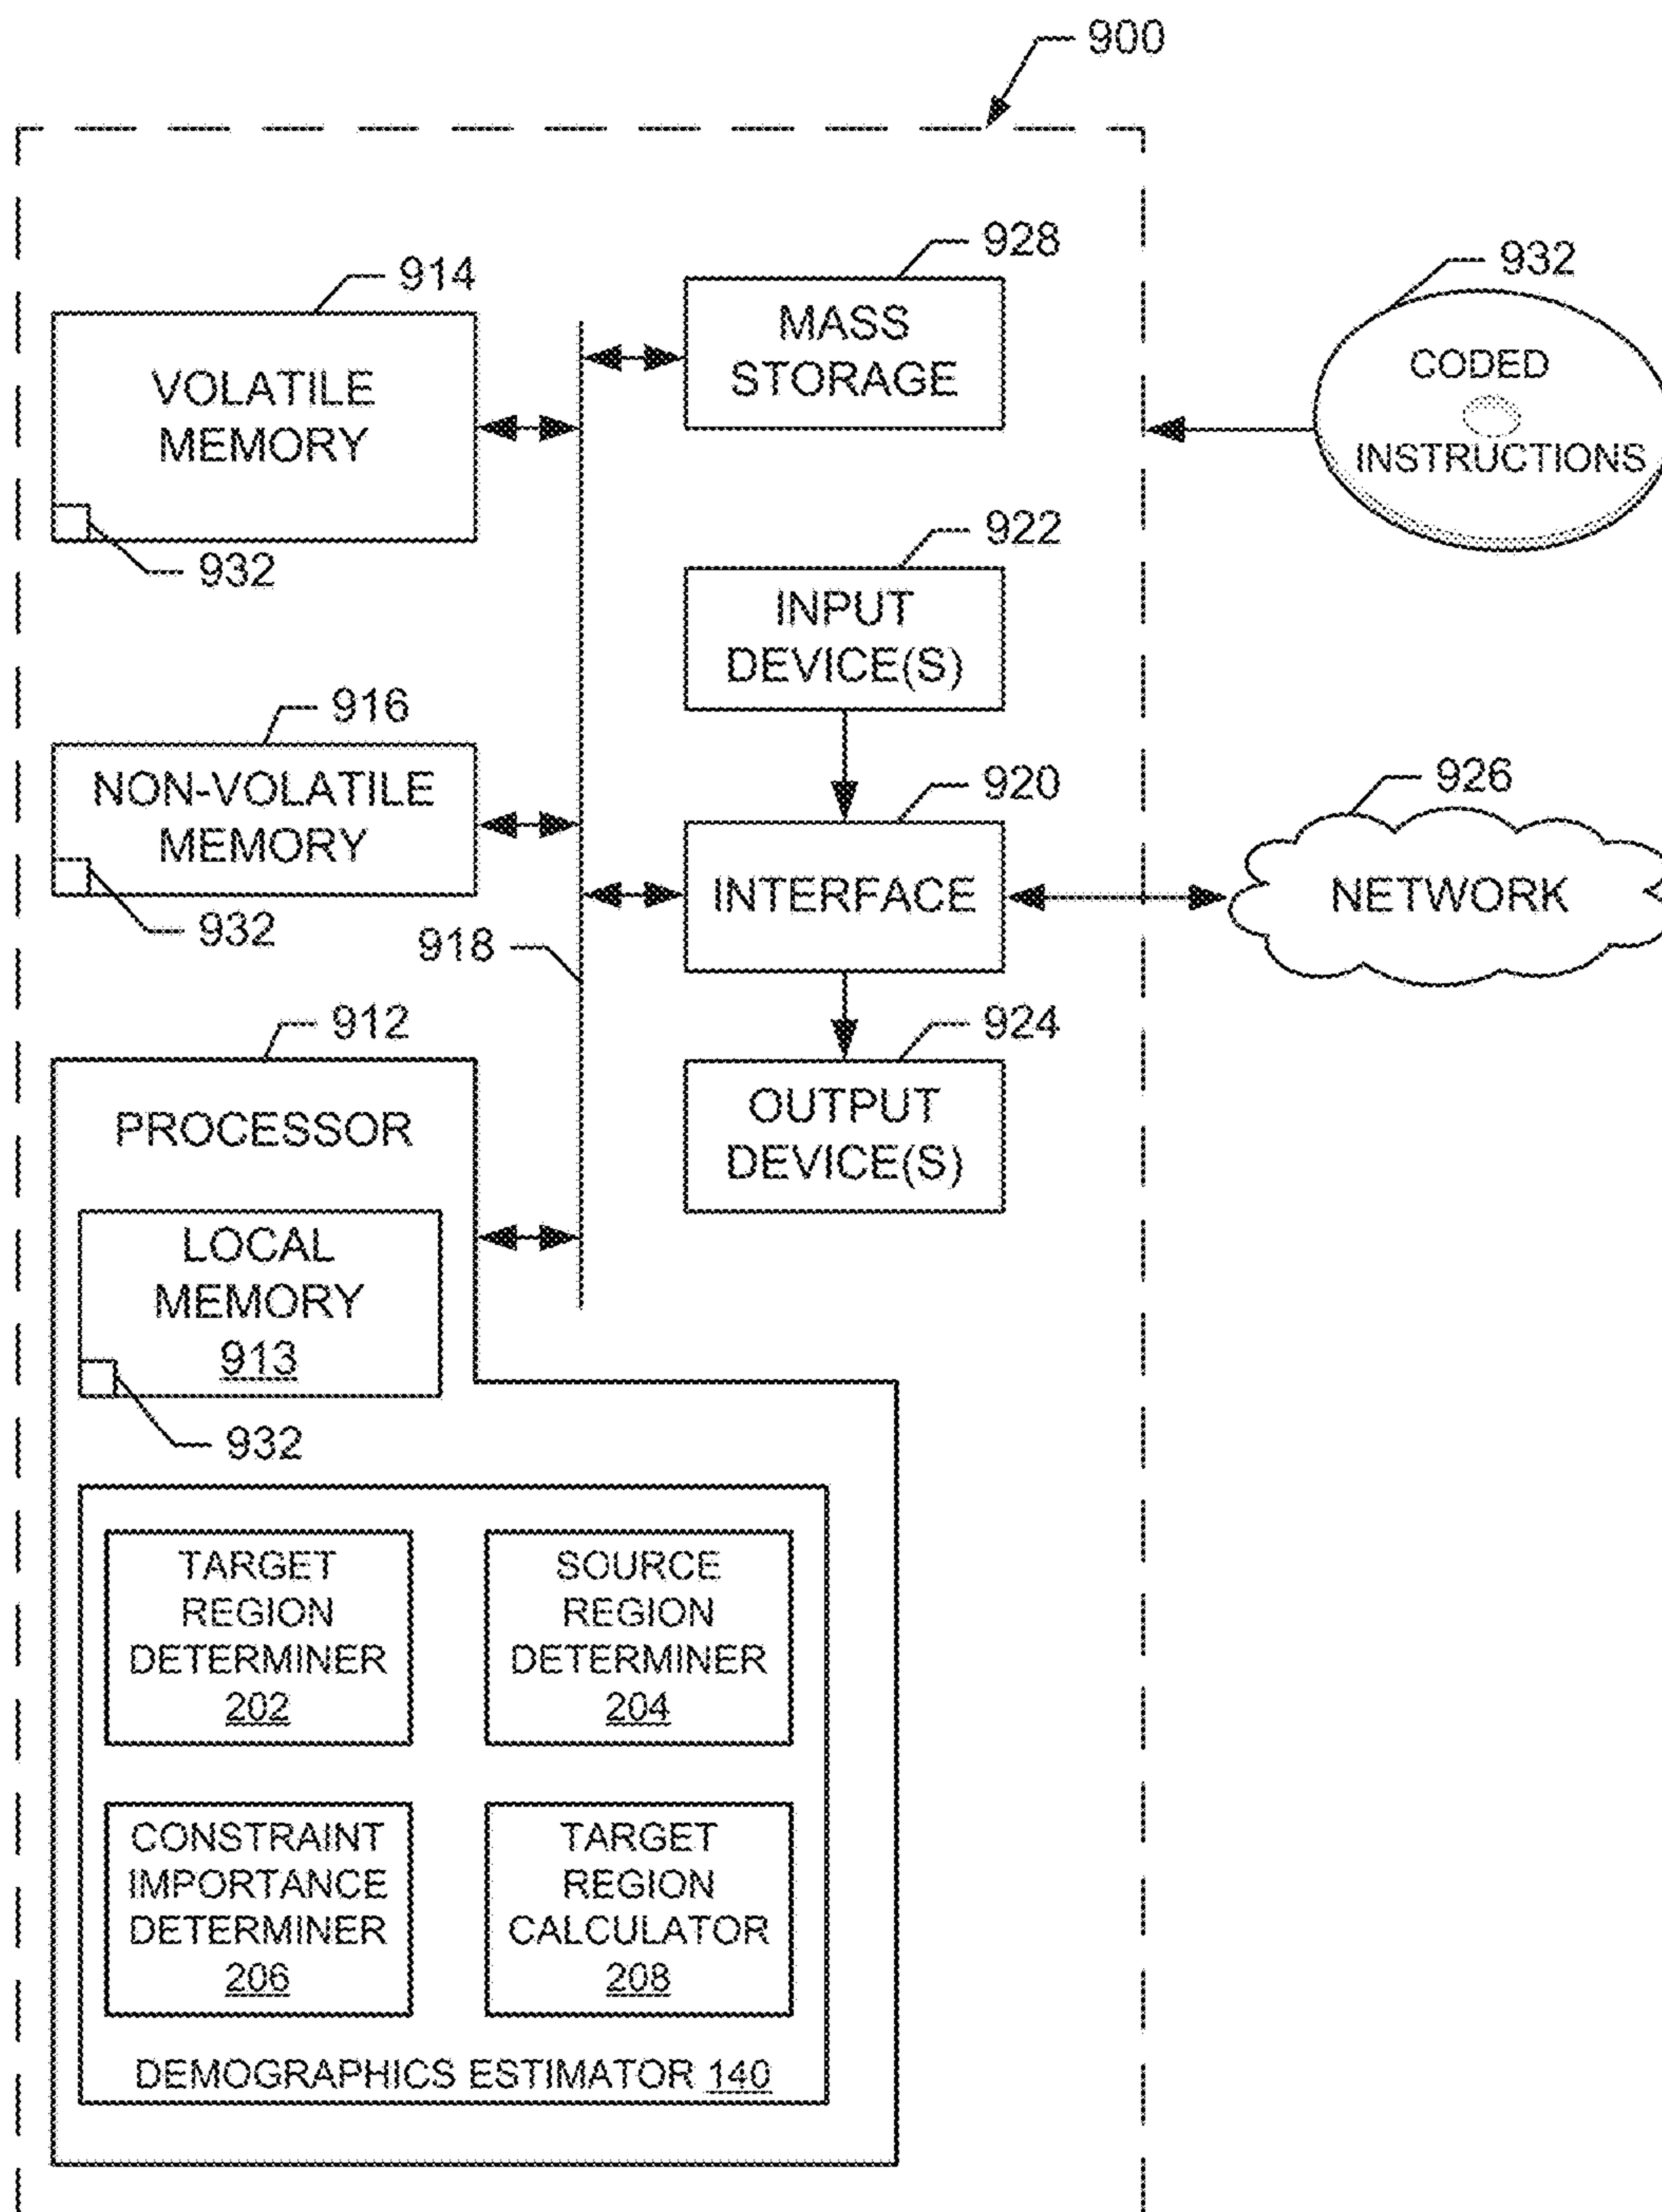 900
928
914
932
MASS
STORAGE
VOLATILE
MEMORY
CODED
INSTRUCTIONS
932
922
INPUT
DEVICE(S)
916
NON-VOLATILE
MEMORY
932
920
INTERFACE
926
NETWORK
918
912
924
OUTPUT
DEVICE(S)
PROCESSOR
LOCAL
MEMORY
913
932
TARGET
REGION
DETERMINER
202
SOURCE
REGION
DETERMINER
204
CONSTRAINT
IMPORTANCE
DETERMINER
206
TARGET
REGION
CALCULATOR
208
DEMOGRAPHICS ESTIMATOR 140